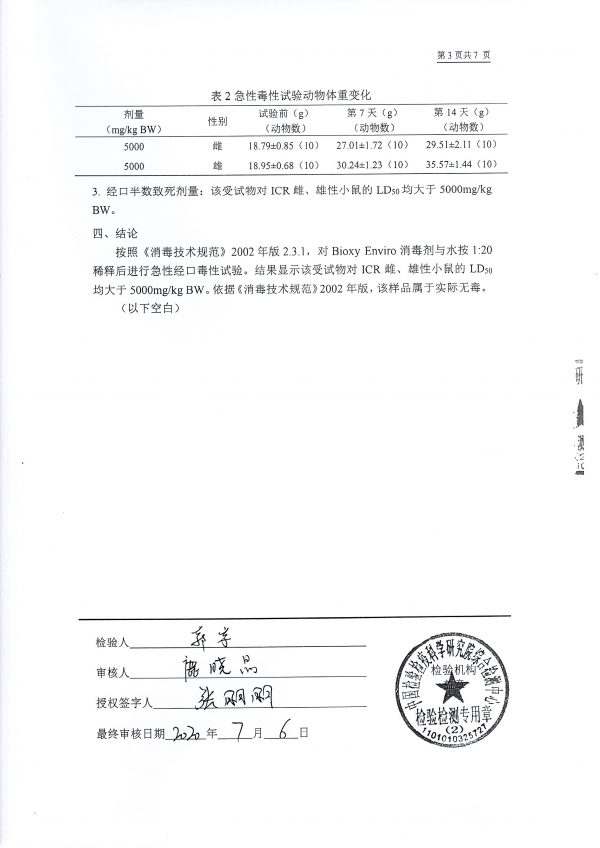 第 3 页共 7 页
表 2 急性毒性试验动物体重变化
剂量 性别 试验前（g） 第 7 天（g） 第 14 天（g）
（mg/kg BW） （动物数） （动物数） （动物数）
5000 雌 18.79±0.85（10） 27.01±1.72（10） 29.51±2.11（10）
5000 雄 18.95±0.68（10） 30.24±1.23（10） 35.57±1.44（10）
3. 经口半数致死剂量：该受试物对 ICR 雌、雄性小鼠的 LD50 均大于 5000mg/kg
BW。
四、结论
按照《消毒技术规范》2002 年版 2.3.1，对 Bioxy Enviro 消毒剂与水按 1:20
稀释后进行急性经口毒性试验。结果显示该受试物对 ICR 雌、雄性小鼠的 LD50
均大于 5000mg/kg BW。依据《消毒技术规范》2002 年版，该样品属于实际无毒。
（以下空白）
研
测
检验人
审核人 晓晶
授权签字人 张明明
最终审核日期 2020 年 7 月 6 日
中国检验检疫科学研究院综合检测中心
检验机构
检验检测专用章
（2）
1101010325727